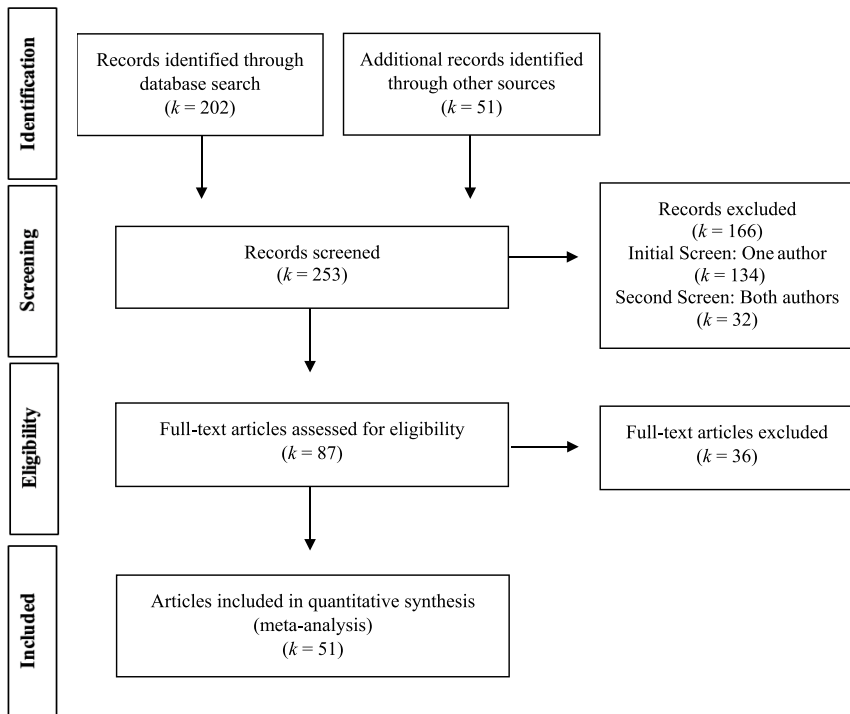 Identification
Records identified through
database search
(k = 202)
Additional records identified
through other sources
(k = 51)
Screening
Records screened
(k = 253)
Records excluded
(k = 166)
Initial Screen: One author
(k = 134)
Second Screen: Both authors
(k = 32)
Eligibility
Full-text articles assessed for eligibility
(k = 87)
Full-text articles excluded
(k = 36)
Included
Articles included in quantitative synthesis
(meta-analysis)
(k = 51)